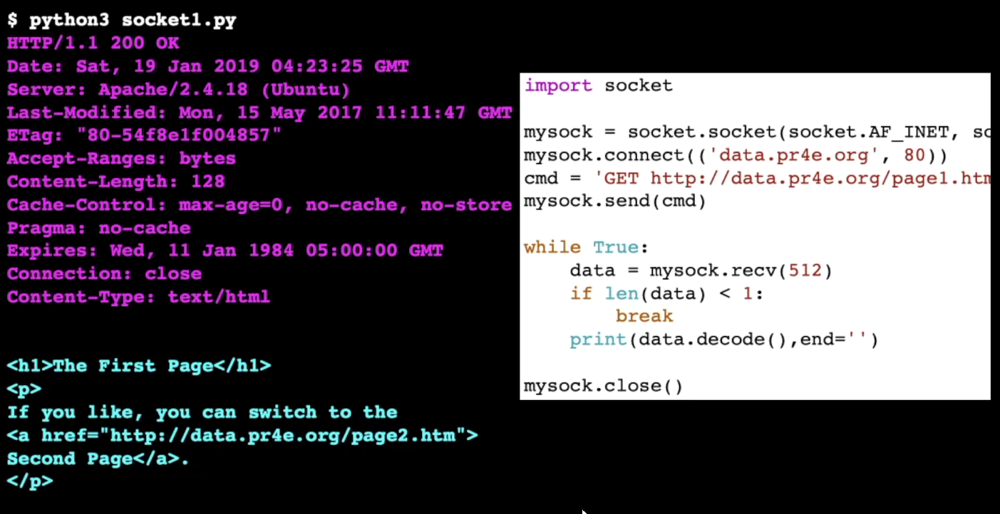 $ python3 socket1.py
HTTP/1.1 200 OK
Date: Sat, 19 Jan 2019 04:23:25 GMT
Server: Apache/2.4.18 (Ubuntu)
Last-Modified: Mon, 15 May 2017 11:11:47 GMT
ETag: "80-54f8e1f004857"
Accept-Ranges: bytes
Content-Length: 128
Cache-Control: max-age=0, no-cache, no-store
Pragma: no-cache
Expires: Wed, 11 Jan 1984 05:00:00 GMT
Connection: close
Content-Type: text/html
<h1>The First Page</h1>
<p>
If you like, you can switch to the
<a href="http://data.pr4e.org/page2.htm">
Second Page</a>.
</p>
import socket
mysock = socket.socket(socket.AF_INET,
mysock.connect(('data.pr4e.org', 80))
cmd = 'GET http://data.pr4e.org/page1.htm
mysock.send(cmd)
while True:
    data = mysock.recv(512)
    if len(data) < 1:
        break
    print(data.decode(),end='')
mysock.close()